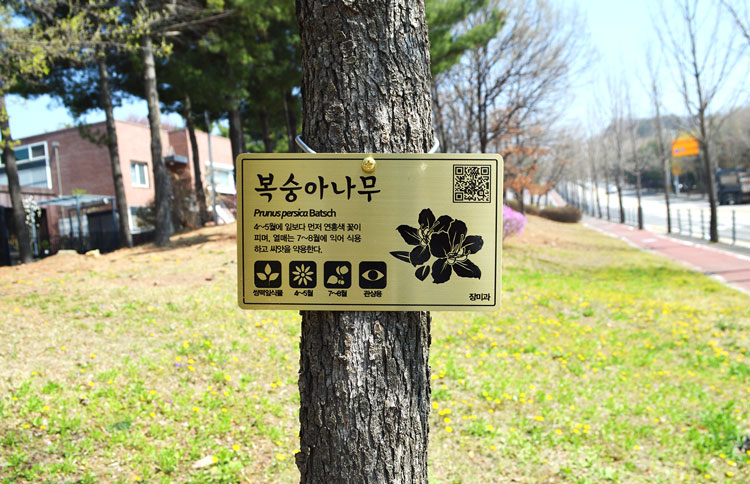 복숭아나무
Prunus persica Batsch
4~5월에 잎보다 먼저 연홍색 꽃이
피며, 열매는 7~8월에 익어 식용
하고 씨앗을 약용한다.
쌍떡잎식물 4~5월 7~8월 관상용
장미과